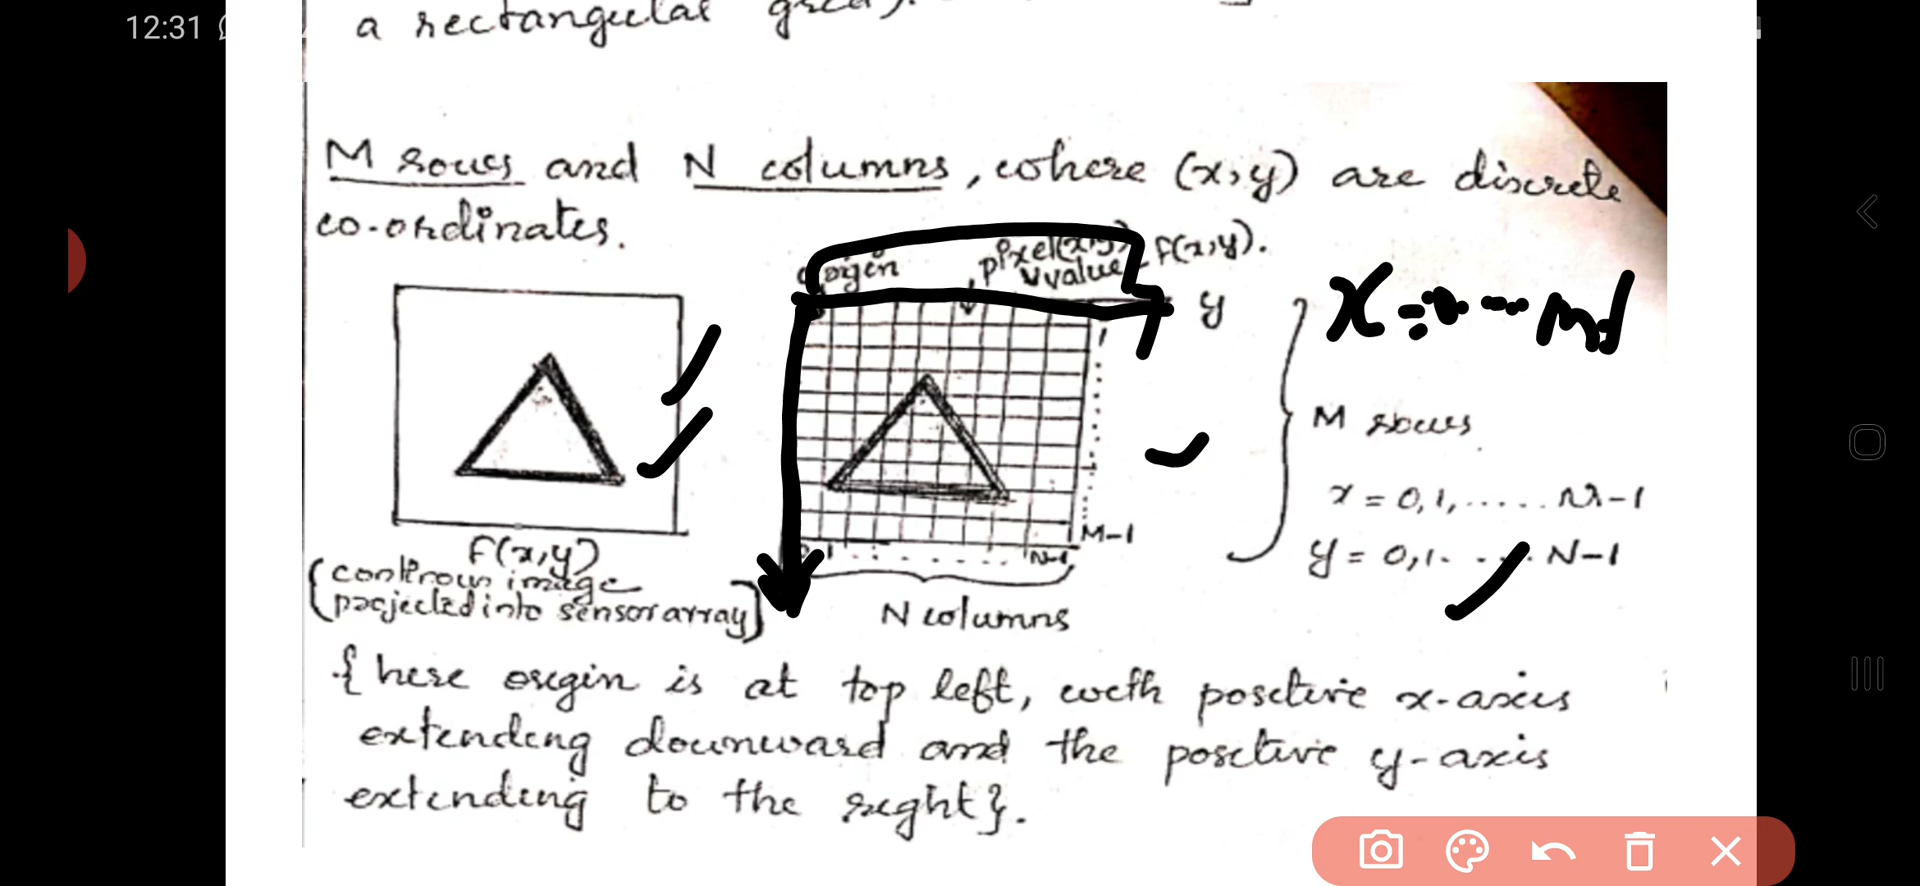 12:31
a rectangular grid).
M rows and N columns, where (x,y) are discrete
co-ordinates.
origin
pixel(x,y)
value
f(x,y).
y
M rows
x = 0,1,...... M-1
y = 0,1. . . . . N-1
M-1
N-1
N columns
F(x,y)
(continous image
projected into sensor array)
{ here origin is at top left, with positive x-axis
extending downward and the positive y-axis
extending to the right}.